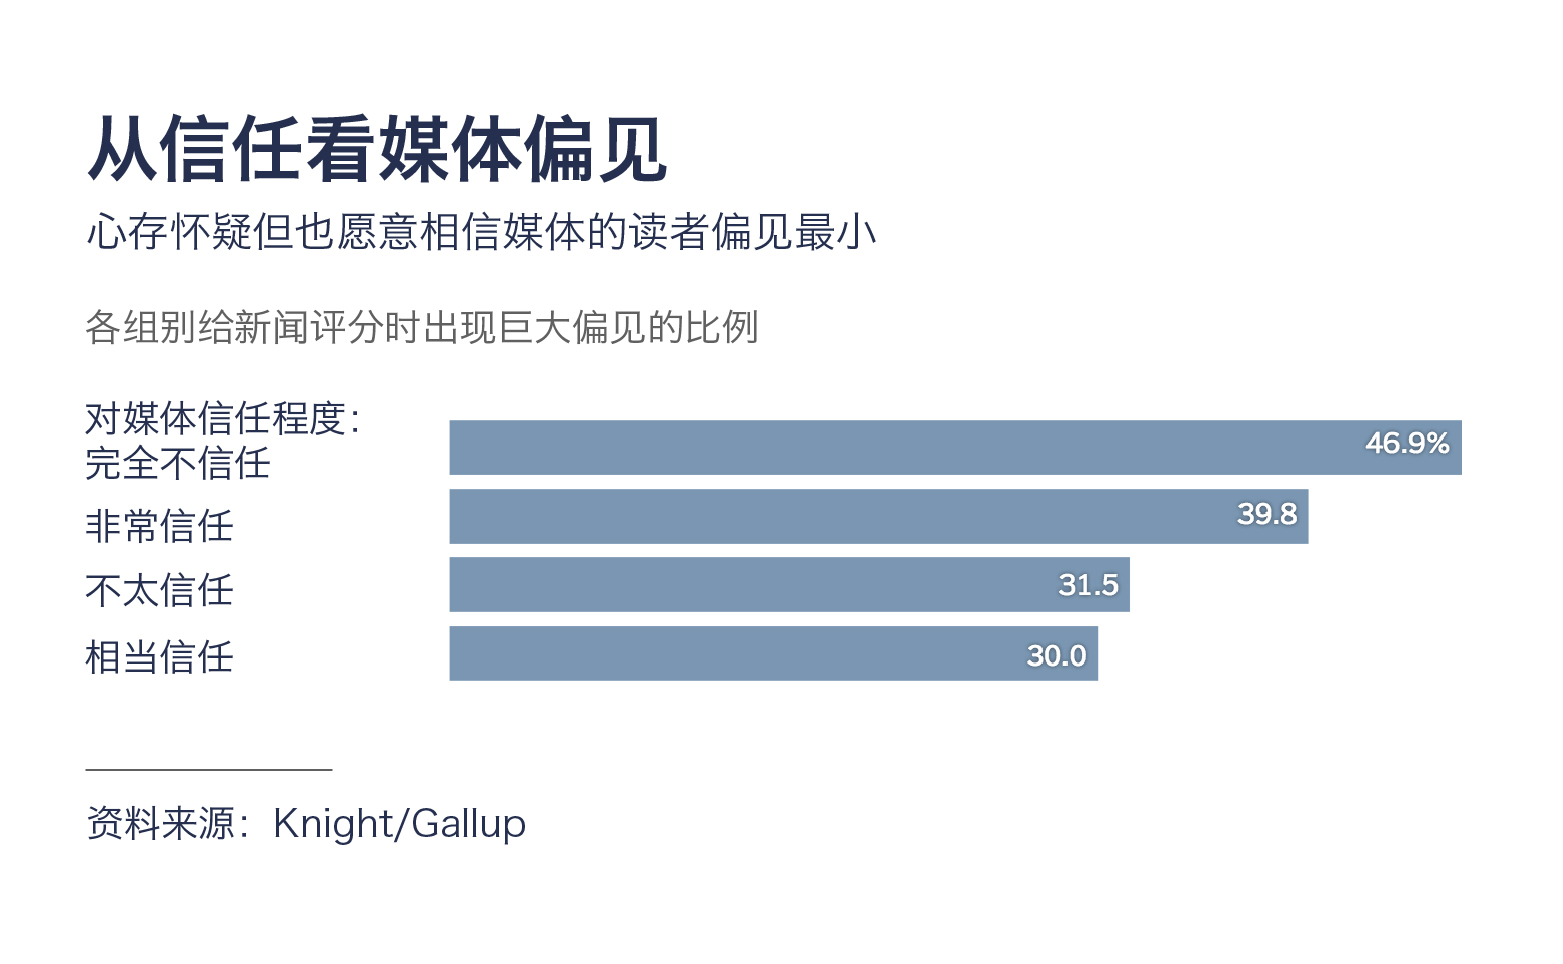 从信任看媒体偏见
心存怀疑但也愿意相信媒体的读者偏见最小
各组别给新闻评分时出现巨大偏见的比例
对媒体信任程度：
完全不信任
46.9%
非常信任
39.8
不太信任
31.5
相当信任
30.0
资料来源：Knight/Gallup